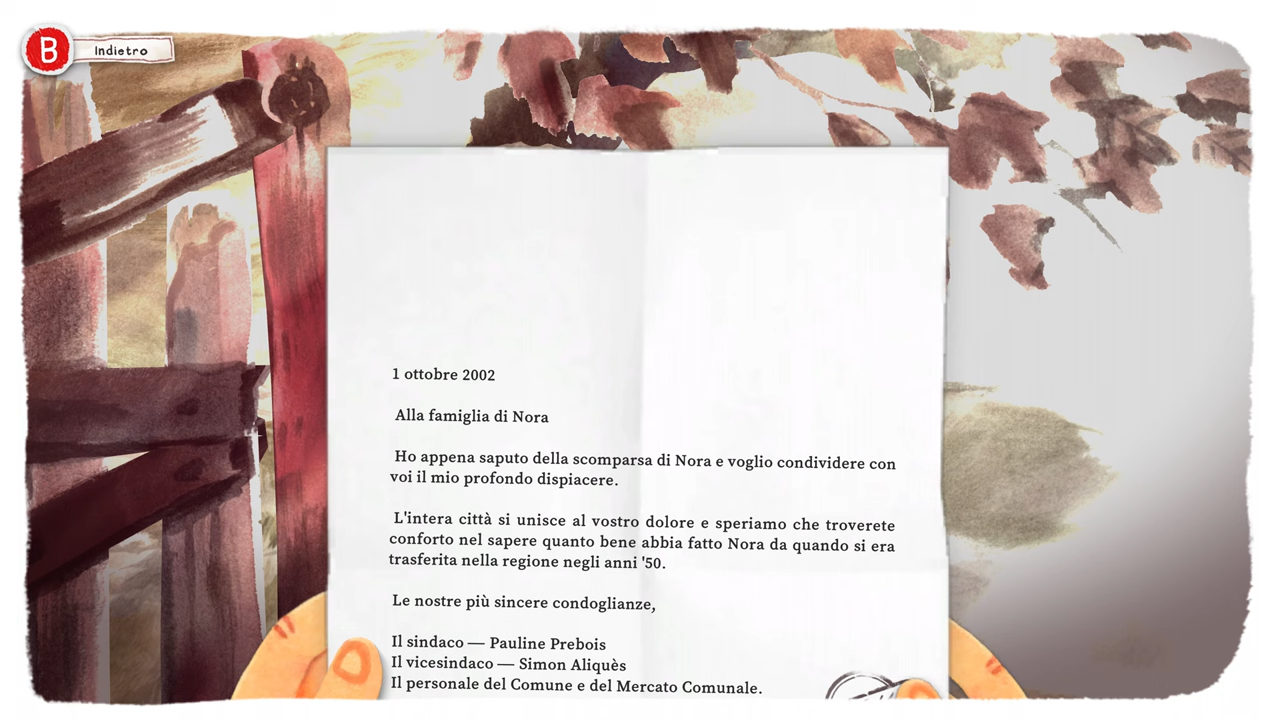 B Indietro
1 ottobre 2002
Alla famiglia di Nora
Ho appena saputo della scomparsa di Nora e voglio condividere con
voi il mio profondo dispiacere.
L'intera città si unisce al vostro dolore e speriamo che troverete
conforto nel sapere quanto bene abbia fatto Nora da quando si era
trasferita nella regione negli anni '50.
Le nostre più sincere condoglianze,
Il sindaco — Pauline Prebois
Il vicesindaco — Simon Aliquès
Il personale del Comune e del Mercato Comunale.